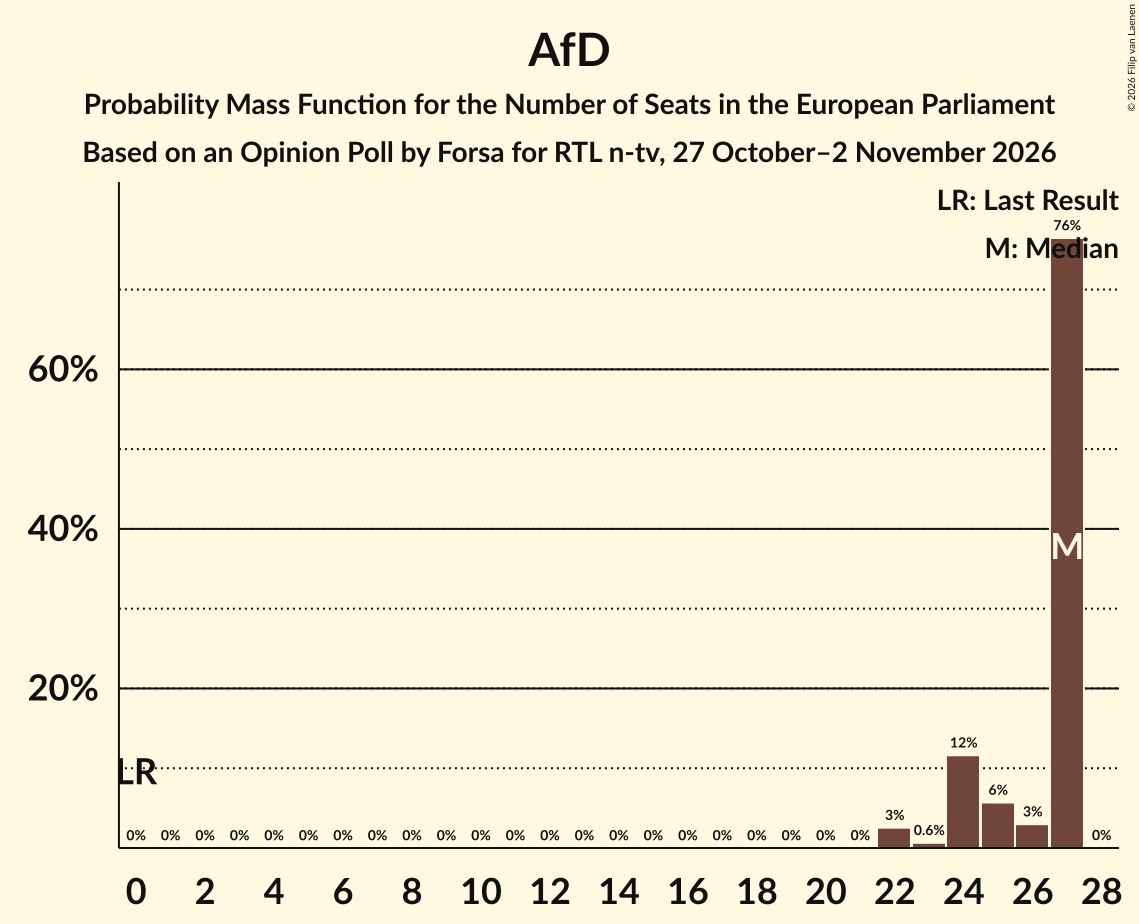 AfD
Probability Mass Function for the Number of Seats in the European Parliament
Based on an Opinion Poll by Forsa for RTL n-tv, 27 October–2 November 2026
© 2026 Filip van Laenen
LR: Last Result
M: Median
76%
60%
40%
M
20%
LR
12%
6%
3%
0.6%
3%
0% 0% 0% 0% 0% 0% 0% 0% 0% 0% 0% 0% 0% 0% 0% 0% 0% 0% 0% 0% 0% 0% 0%
0 2 4 6 8 10 12 14 16 18 20 22 24 26 28